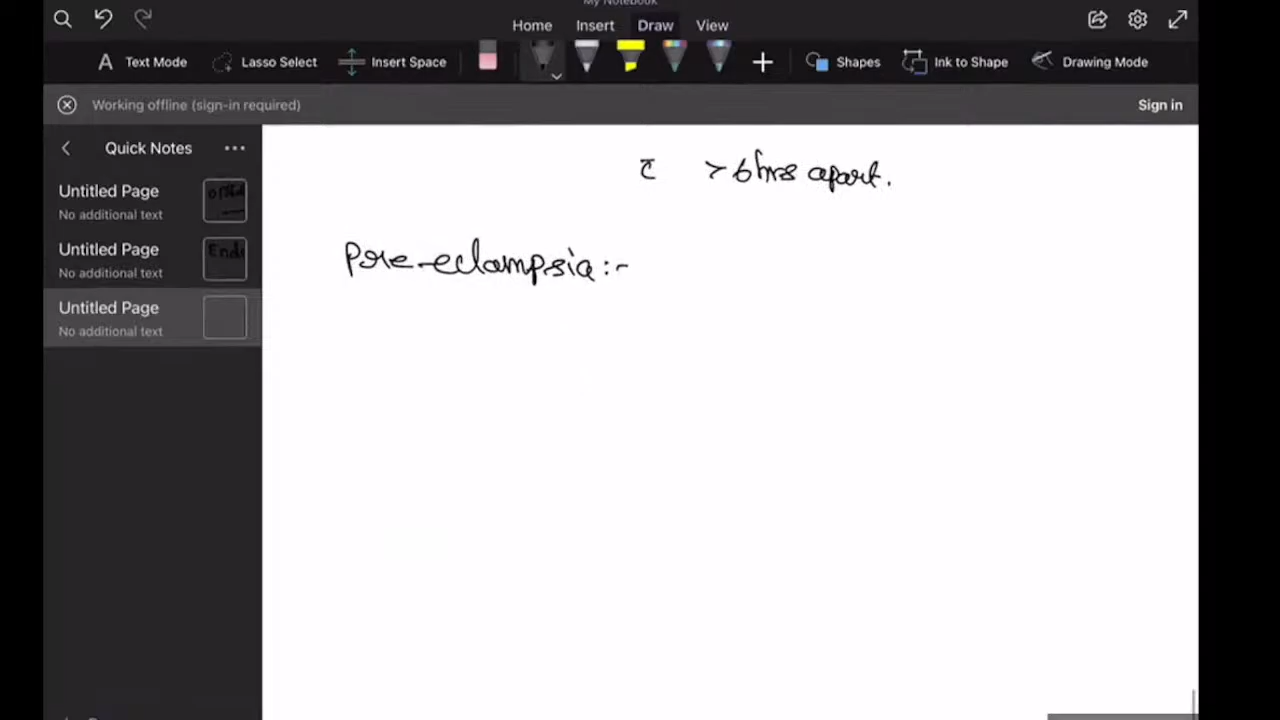 My Notebook
Home Insert Draw View
Text Mode Lasso Select Insert Space Shapes Ink to Shape Drawing Mode
Working offline (sign-in required) Sign in
Quick Notes
Untitled Page
No additional text
Untitled Page
No additional text
Untitled Page
No additional text
c̄ >6hrs apart.
Pre-eclampsia:-